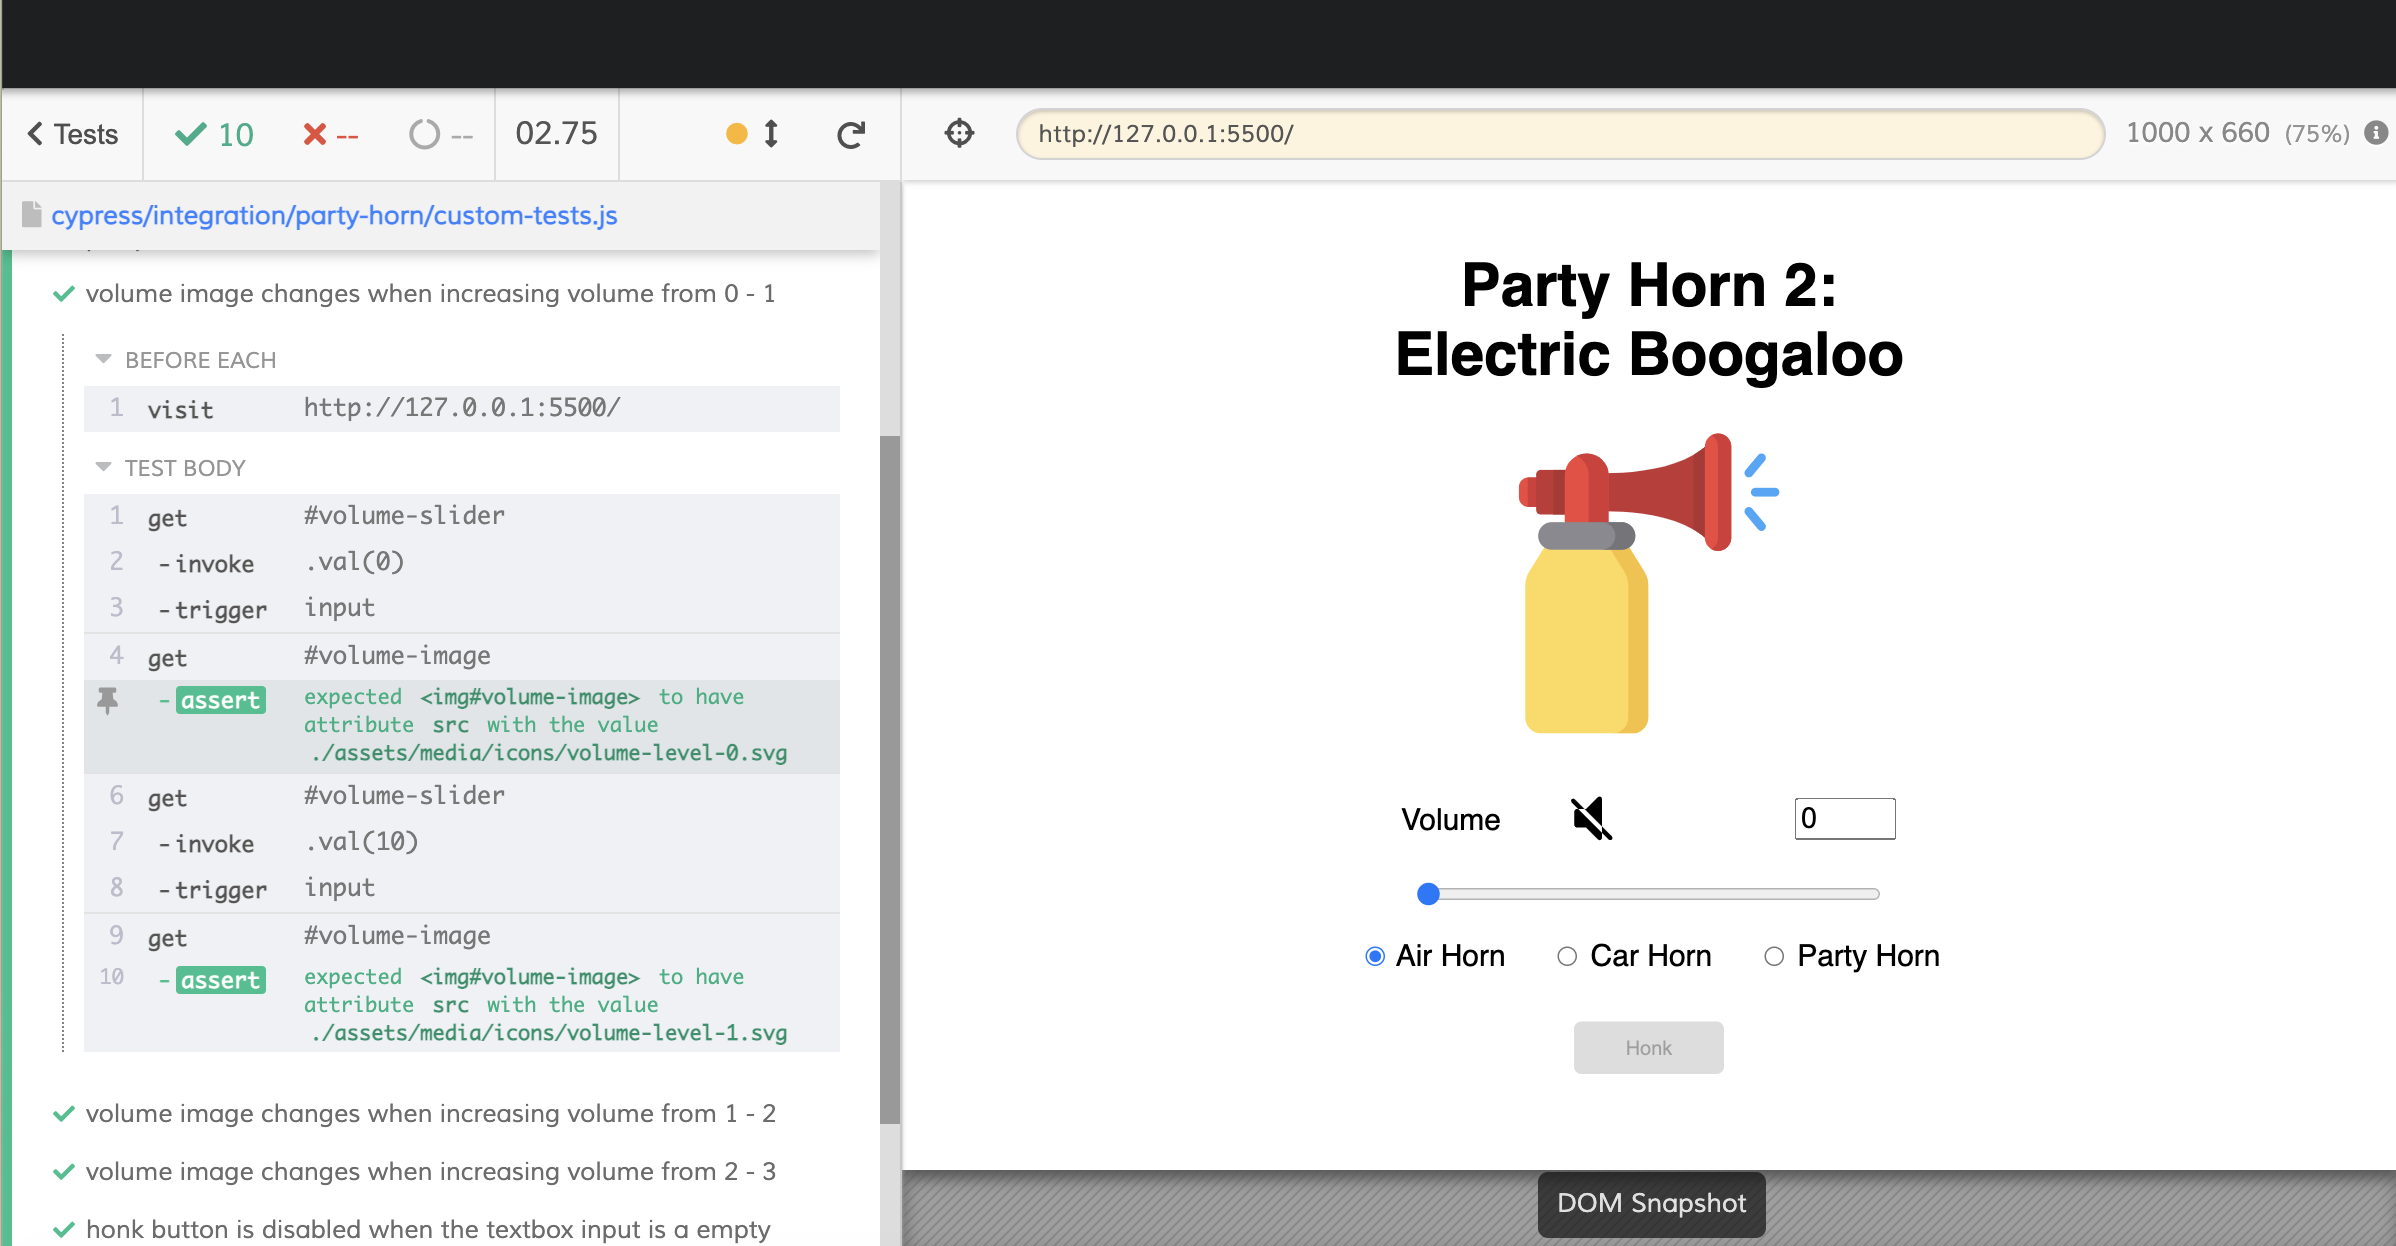 Tests 10 -- -- 02.75
http://127.0.0.1:5500/ 1000 x 660 (75%)
cypress/integration/party-horn/custom-tests.js
volume image changes when increasing volume from 0 - 1
BEFORE EACH
1 visit http://127.0.0.1:5500/
TEST BODY
1 get #volume-slider
2 -invoke .val(0)
3 -trigger input
4 get #volume-image
-assert expected <img#volume-image> to have
attribute src with the value
./assets/media/icons/volume-level-0.svg
6 get #volume-slider
7 -invoke .val(10)
8 -trigger input
9 get #volume-image
10 -assert expected <img#volume-image> to have
attribute src with the value
./assets/media/icons/volume-level-1.svg
volume image changes when increasing volume from 1 - 2
volume image changes when increasing volume from 2 - 3
honk button is disabled when the textbox input is a empty
Party Horn 2:
Electric Boogaloo
Volume 0
Air Horn Car Horn Party Horn
Honk
DOM Snapshot